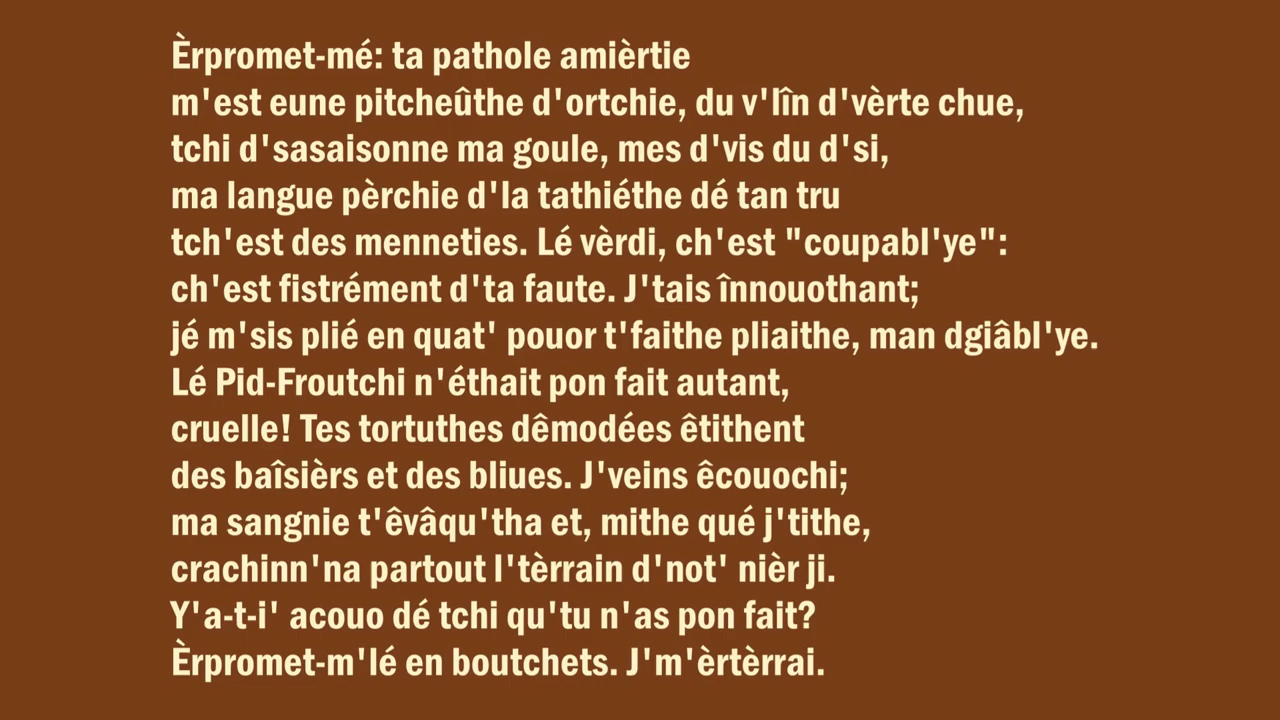 Èrpromet-mé: ta pathole amièrtie
m'est eune pitcheûthe d'ortchie, du v'lîn d'vèrte chue,
tchi d'sasaisonne ma goule, mes d'vis du d'si,
ma langue pèrchie d'la tathiéthe dé tan tru
tch'est des menneties. Lé vèrdi, ch'est "coupabl'ye":
ch'est fistrément d'ta faute. J'tais înnouothant;
jé m'sis plié en quat' pouor t'faithe pliaithe, man dgiâbl'ye.
Lé Pid-Froutchi n'éthait pon fait autant,
cruelle! Tes tortuthes dêmodées êtithent
des baîsièrs et des bliues. J'veins êcouochi;
ma sangnie t'êvâqu'tha et, mithe qué j'tithe,
crachinn'na partout l'tèrrain d'not' nièr ji.
Y'a-t-i' acouo dé tchi qu'tu n'as pon fait?
Èrpromet-m'lé en boutchets. J'm'èrtèrrai.